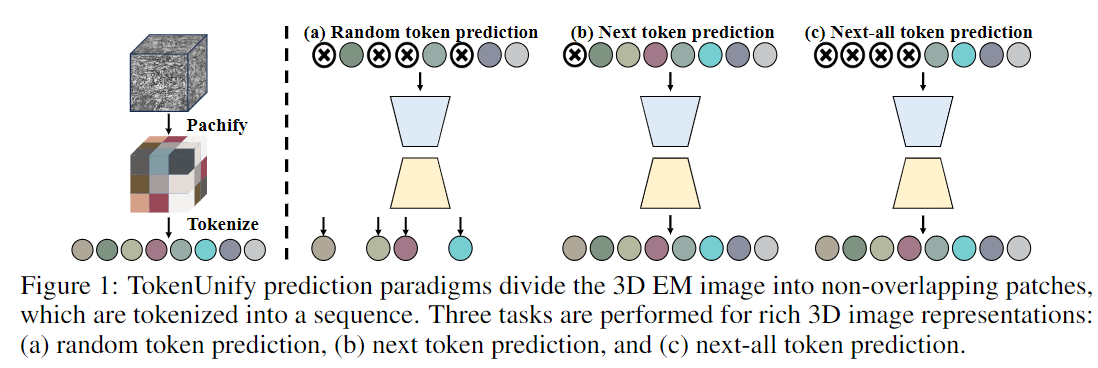 (a) Random token prediction
(b) Next token prediction
(c) Next-all token prediction
Pachify
Tokenize
Figure 1: TokenUnify prediction paradigms divide the 3D EM image into non-overlapping patches,
which are tokenized into a sequence. Three tasks are performed for rich 3D image representations:
(a) random token prediction, (b) next token prediction, and (c) next-all token prediction.